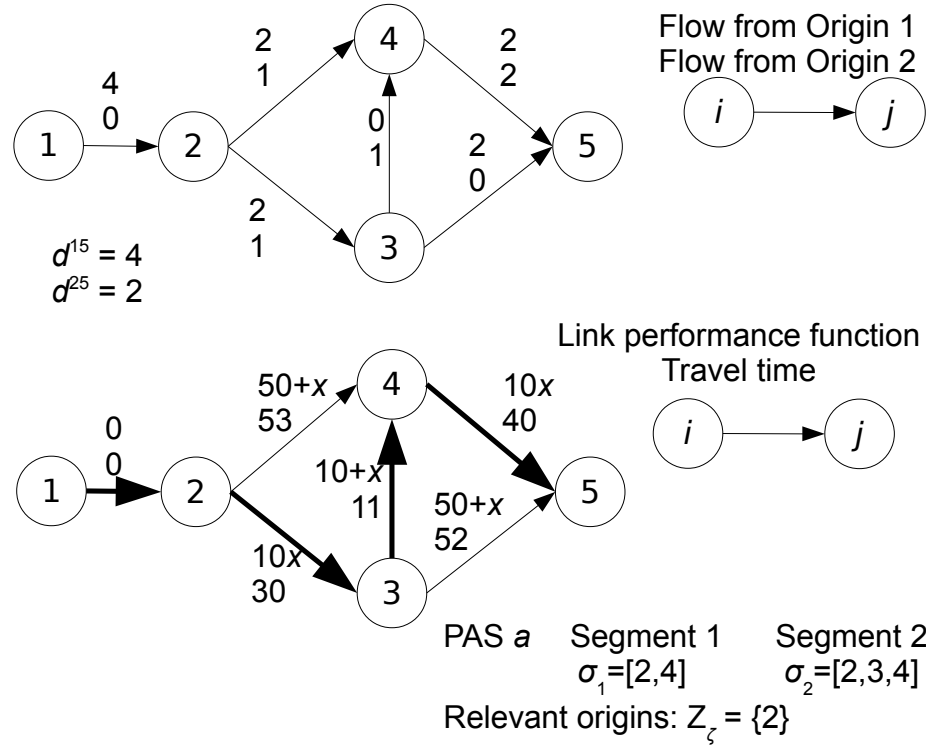 Flow from Origin 1
Flow from Origin 2
i
j
4
0
2
1
2
2
0
1
2
0
2
1
1
2
4
3
5
d¹⁵ = 4
d²⁵ = 2
Link performance function
Travel time
i
j
0
0
50+x
53
10x
40
10+x
11
50+x
52
10x
30
1
2
4
3
5
PAS a Segment 1 Segment 2
σ₁=[2,4] σ₂=[2,3,4]
Relevant origins: Z_ζ = {2}